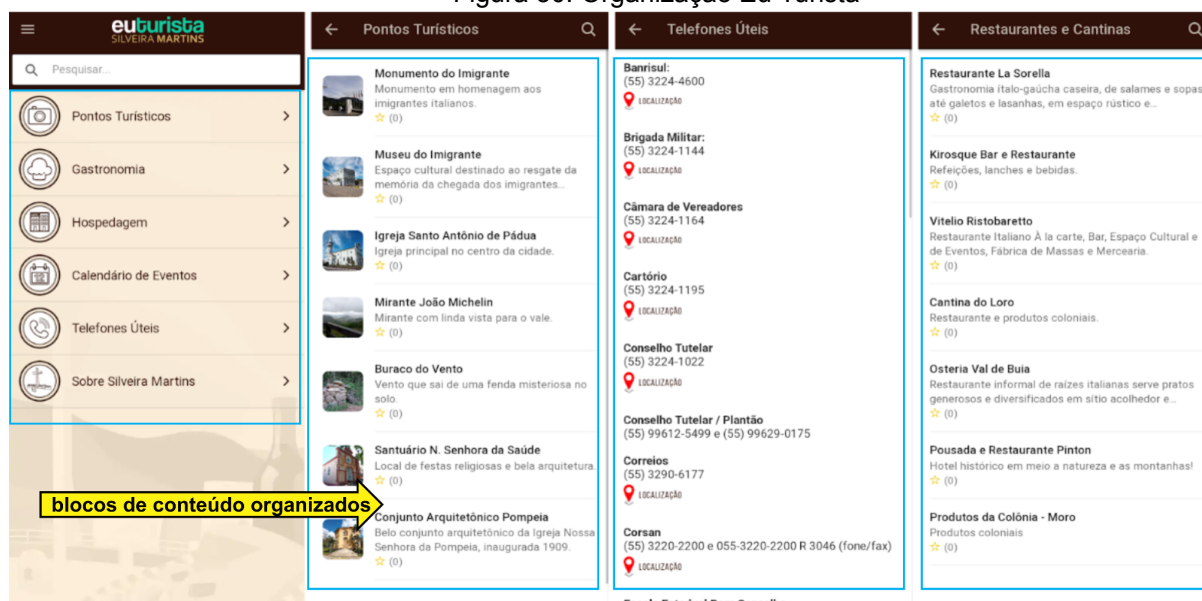 Figura 30: Organização Eu Turista
euturista
SILVEIRA MARTINS
Pesquisar...
Pontos Turísticos
Gastronomia
Hospedagem
Calendário de Eventos
Telefones Úteis
Sobre Silveira Martins
blocos de conteúdo organizados
Pontos Turísticos
Monumento do Imigrante
Monumento em homenagem aos
imigrantes italianos.
(0)
Museu do Imigrante
Espaço cultural destinado ao resgate da
memória da chegada dos imigrantes…
(0)
Igreja Santo Antônio de Pádua
Igreja principal no centro da cidade.
(0)
Mirante João Michelin
Mirante com linda vista para o vale.
(0)
Buraco do Vento
Vento que sai de uma fenda misteriosa no
solo.
(0)
Santuário N. Senhora da Saúde
Local de festas religiosas e bela arquitetura.
(0)
Conjunto Arquitetônico Pompeia
Belo conjunto arquitetônico da Igreja Nossa
Senhora da Pompeia, inaugurada 1909.
(0)
Telefones Úteis
Banrisul:
(55) 3224-4600
LOCALIZAÇÃO
Brigada Militar:
(55) 3224-1144
LOCALIZAÇÃO
Câmara de Vereadores
(55) 3224-1164
LOCALIZAÇÃO
Cartório
(55) 3224-1195
LOCALIZAÇÃO
Conselho Tutelar
(55) 3224-1022
LOCALIZAÇÃO
Conselho Tutelar / Plantão
(55) 99612-5499 e (55) 99629-0175
Correios
(55) 3290-6177
LOCALIZAÇÃO
Corsan
(55) 3220-2200 e 055-3220-2200 R 3046 (fone/fax)
LOCALIZAÇÃO
Restaurantes e Cantinas
Restaurante La Sorella
Gastronomia ítalo-gaúcha caseira, de salames e sopas
até galetos e lasanhas, em espaço rústico e…
(0)
Kirosque Bar e Restaurante
Refeições, lanches e bebidas.
(0)
Vitelio Ristobaretto
Restaurante Italiano À la carte, Bar, Espaço Cultural e
de Eventos, Fábrica de Massas e Mercearia.
(0)
Cantina do Loro
Restaurante e produtos coloniais.
(0)
Osteria Val de Buia
Restaurante informal de raízes italianas serve pratos
generosos e diversificados em sítio acolhedor e…
(0)
Pousada e Restaurante Pinton
Hotel histórico em meio a natureza e as montanhas!
(0)
Produtos da Colônia - Moro
Produtos coloniais
(0)